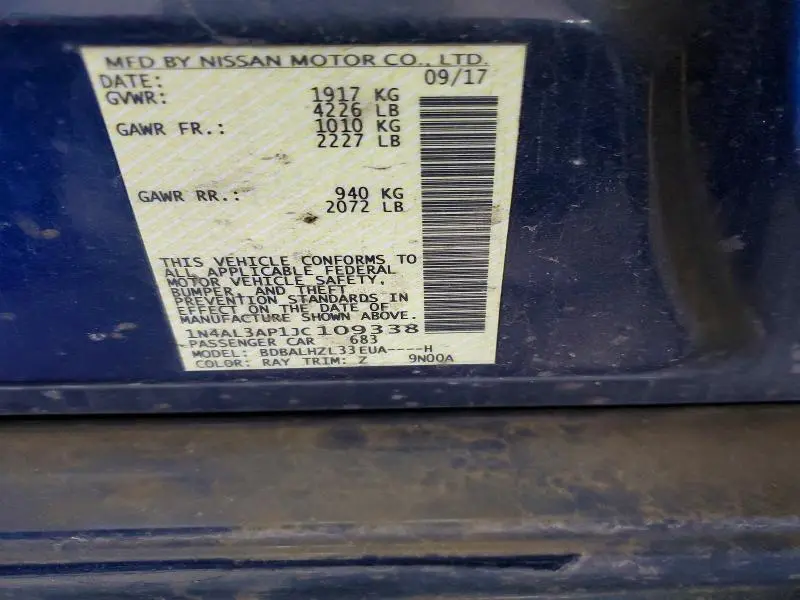 MFD BY NISSAN MOTOR CO., LTD.
DATE: 09/17
GVWR: 1917 KG
4226 LB
GAWR FR.: 1010 KG
2227 LB
GAWR RR.: 940 KG
2072 LB
THIS VEHICLE CONFORMS TO
ALL APPLICABLE FEDERAL
MOTOR VEHICLE SAFETY,
BUMPER, AND THEFT
PREVENTION STANDARDS IN
EFFECT ON THE DATE OF
MANUFACTURE SHOWN ABOVE.
1N4AL3AP1JC109338
PASSENGER CAR 683
MODEL: BDBALHZL33EUA----H
COLOR: RAY TRIM: Z 9N00A